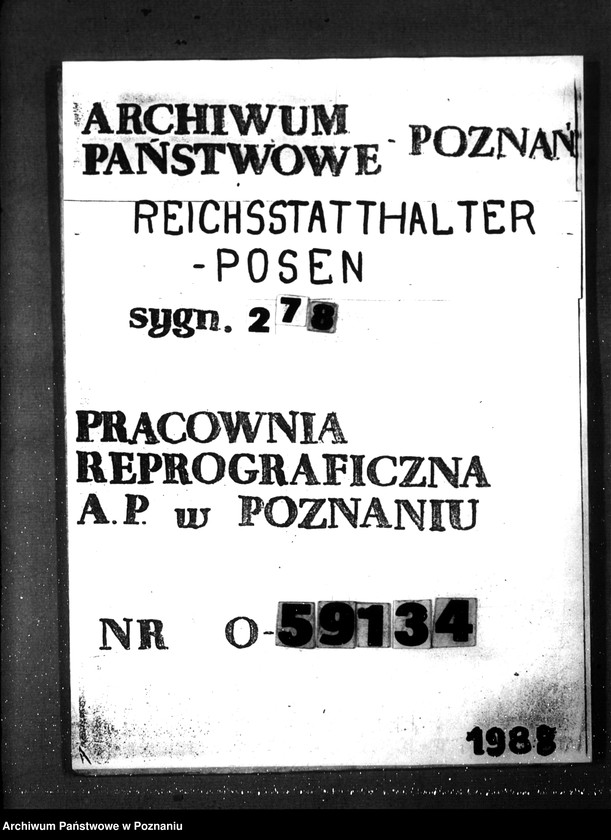 ARCHIWUM
PAŃSTWOWE - POZNAŃ
REICHSSTATTHALTER
-POSEN
sygn. 278
PRACOWNIA
REPROGRAFICZNA
A.P. w POZNANIU
NR O-59134
1988
Archiwum Państwowe w Poznaniu